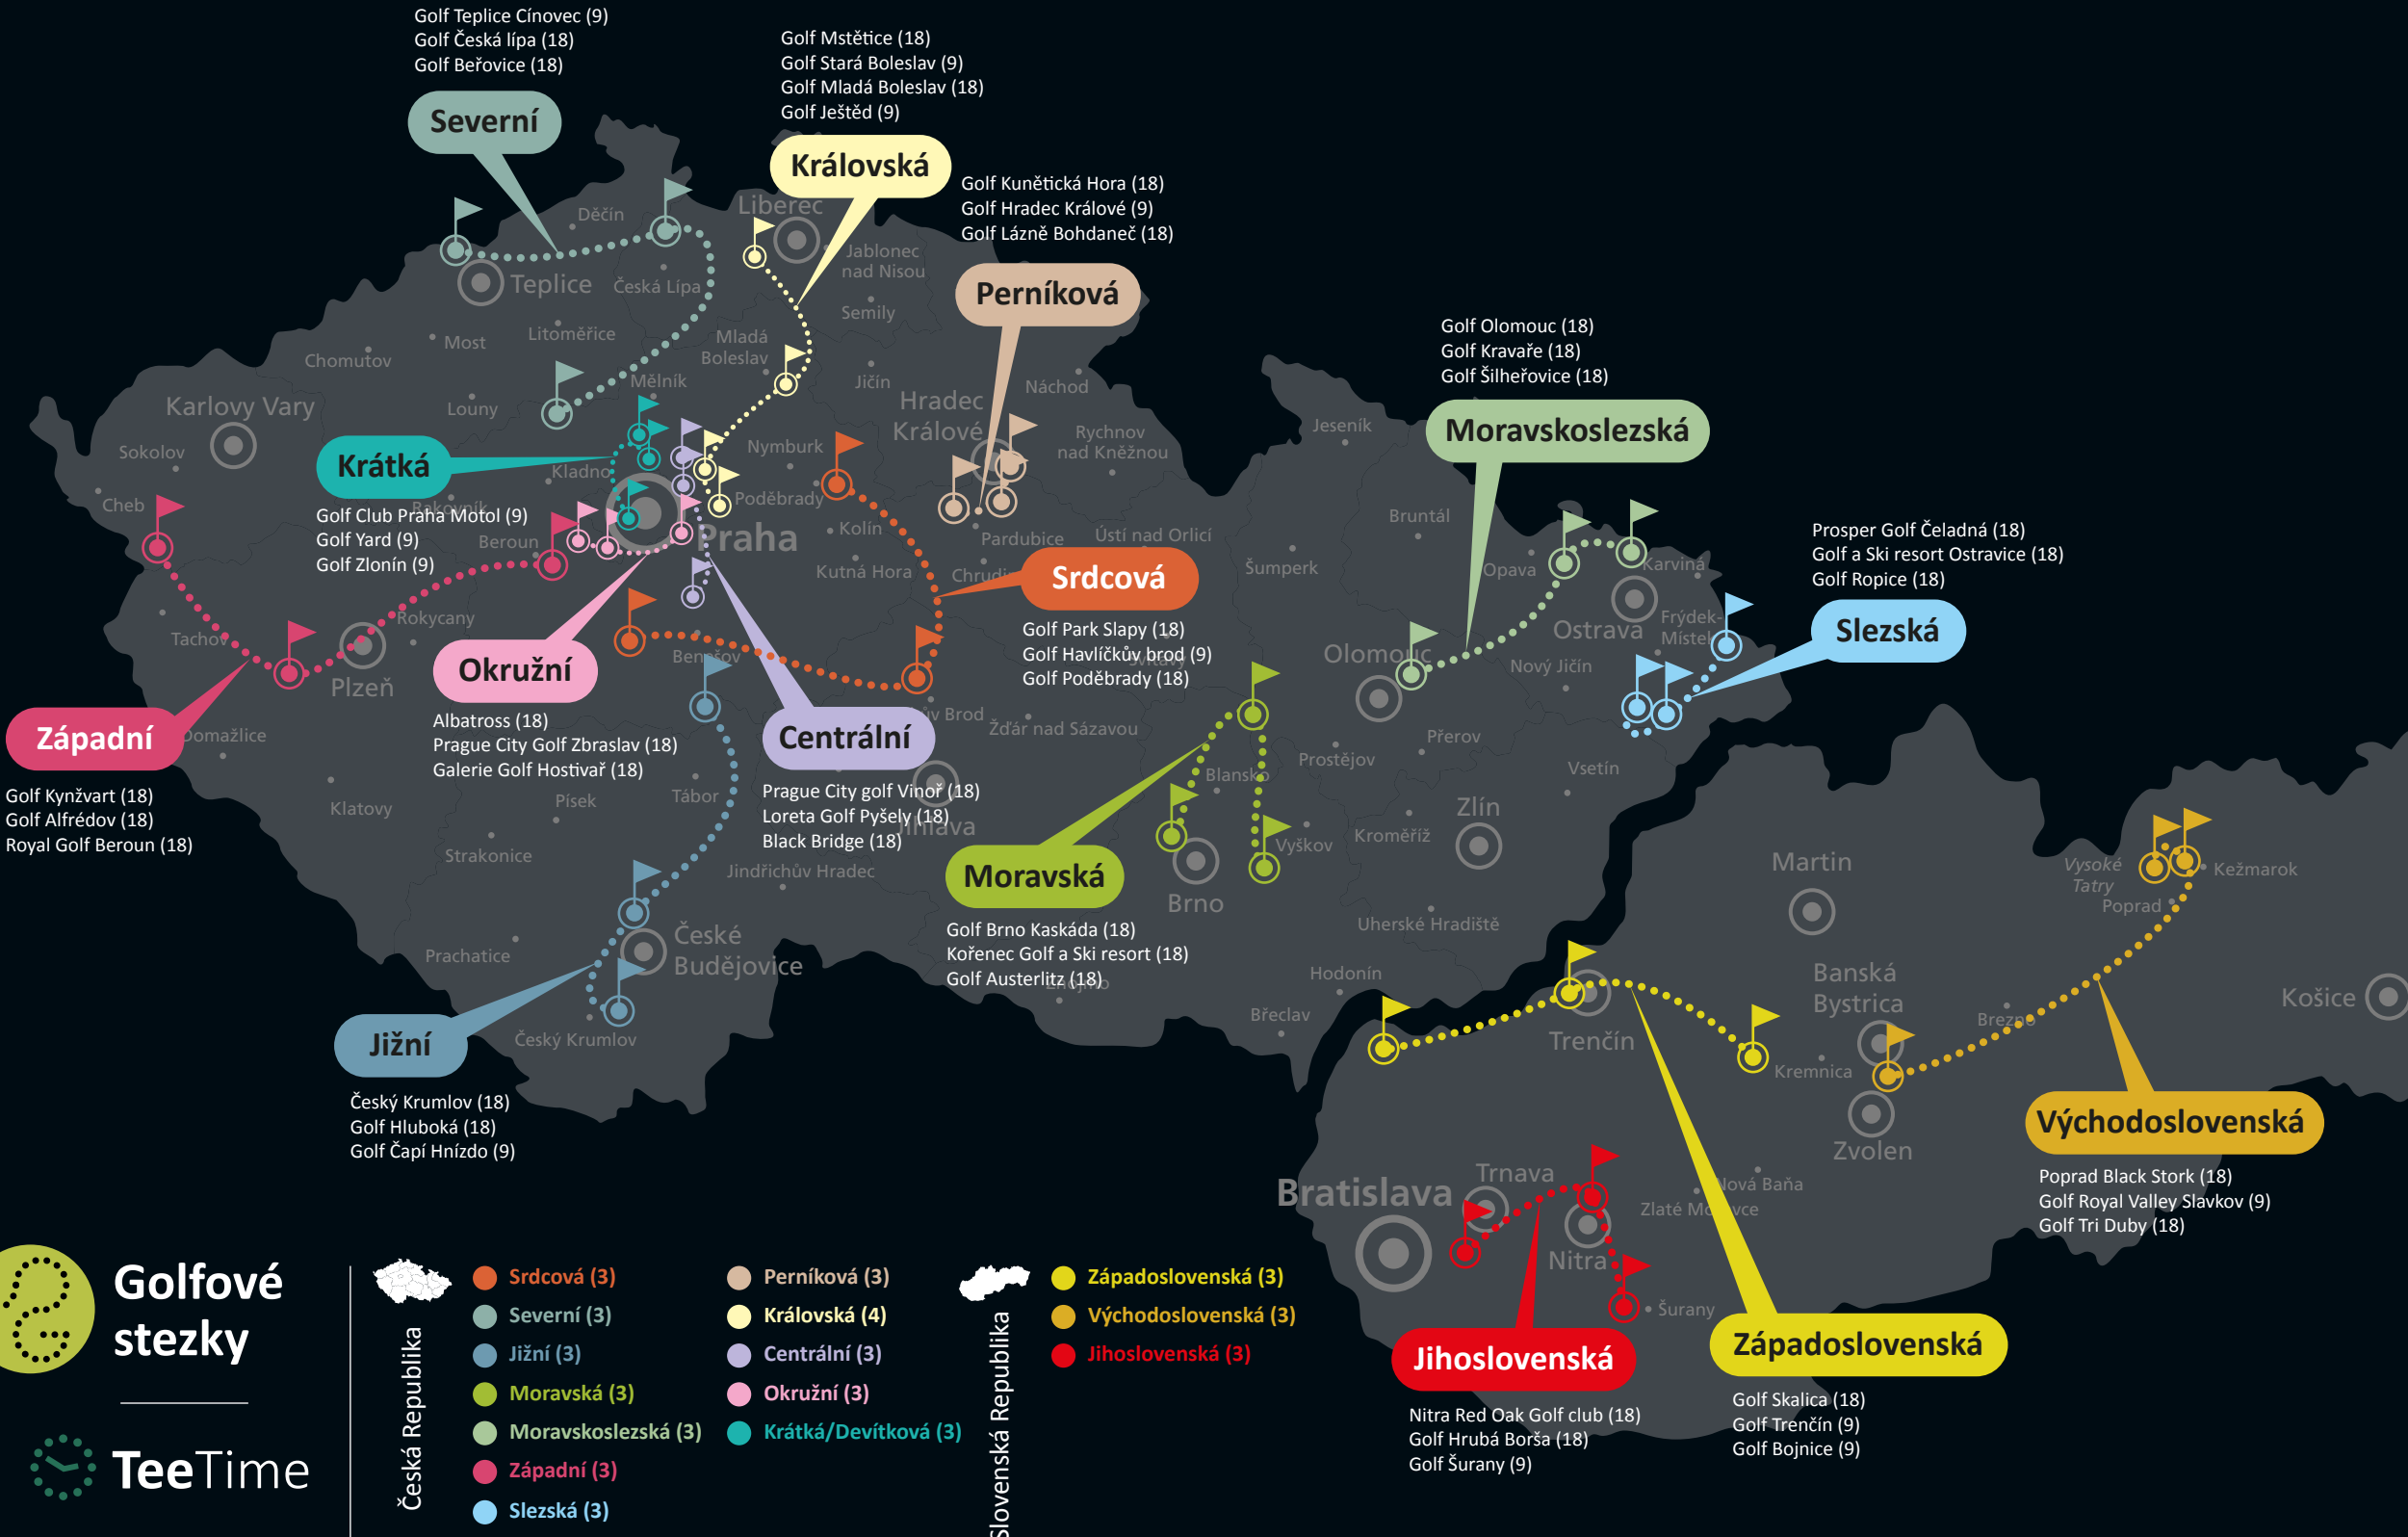 Golf Teplice Cínovec (9)
Golf Česká lípa (18)
Golf Beřovice (18)
Severní
Golf Mstětice (18)
Golf Stará Boleslav (9)
Golf Mladá Boleslav (18)
Golf Ještěd (9)
Královská
Golf Kunětická Hora (18)
Golf Hradec Králové (9)
Golf Lázně Bohdaneč (18)
Perníková
Golf Olomouc (18)
Golf Kravaře (18)
Golf Šilheřovice (18)
Moravskoslezská
Děčín
Liberec
Jablonec
nad Nisou
Teplice
Česká Lípa
Semily
Litoměřice
Most
Mladá
Boleslav
Chomutov
Mělník
Jičín
Náchod
Karlovy Vary
Louny
Hradec
Králové
Rychnov
nad Kněžnou
Jeseník
Sokolov
Nymburk
Krátká
Kladno
Cheb
Rakovník
Poděbrady
Golf Club Praha Motol (9)
Golf Yard (9)
Golf Zlonín (9)
Beroun
Praha
Kolín
Pardubice
Ústí nad Orlicí
Bruntál
Prosper Golf Čeladná (18)
Golf a Ski resort Ostravice (18)
Golf Ropice (18)
Slezská
Kutná Hora
Srdcová
Golf Park Slapy (18)
Golf Havlíčkův brod (9)
Golf Poděbrady (18)
Svitavy
Šumperk
Opava
Karviná
Ostrava
Frýdek-
Místek
Tachov
Rokycany
Benešov
Olomouc
Nový Jičín
Plzeň
Okružní
Albatross (18)
Prague City Golf Zbraslav (18)
Galerie Golf Hostivař (18)
Centrální
Prague City golf Vinoř (18)
Loreta Golf Pyšely (18)
Black Bridge (18)
Západní
Golf Kynžvart (18)
Golf Alfrédov (18)
Royal Golf Beroun (18)
Domažlice
Žďár nad Sázavou
Přerov
Prostějov
Vsetín
Blansko
Klatovy
Písek
Tábor
Jihlava
Zlín
Kroměříž
Vyškov
Strakonice
Jindřichův Hradec
Moravská
Golf Brno Kaskáda (18)
Kořenec Golf a Ski resort (18)
Golf Austerlitz (18)
Brno
Martin
Vysoké
Tatry
Kežmarok
Poprad
Uherské Hradiště
České
Budějovice
Prachatice
Hodonín
Znojmo
Banská
Bystrica
Košice
Břeclav
Brezno
Jižní
Český Krumlov
Trenčín
Kremnica
Český Krumlov (18)
Golf Hluboká (18)
Golf Čapí Hnízdo (9)
Východoslovenská
Poprad Black Stork (18)
Golf Royal Valley Slavkov (9)
Golf Tri Duby (18)
Zvolen
Bratislava
Trnava
Nová Baňa
Zlaté Moravce
Nitra
Šurany
Jihoslovenská
Nitra Red Oak Golf club (18)
Golf Hrubá Borša (18)
Golf Šurany (9)
Západoslovenská
Golf Skalica (18)
Golf Trenčín (9)
Golf Bojnice (9)
Golfové
stezky
TeeTime
Česká Republika
Srdcová (3)
Severní (3)
Jižní (3)
Moravská (3)
Moravskoslezská (3)
Západní (3)
Slezská (3)
Perníková (3)
Královská (4)
Centrální (3)
Okružní (3)
Krátká/Devítková (3)
Slovenská Republika
Západoslovenská (3)
Východoslovenská (3)
Jihoslovenská (3)